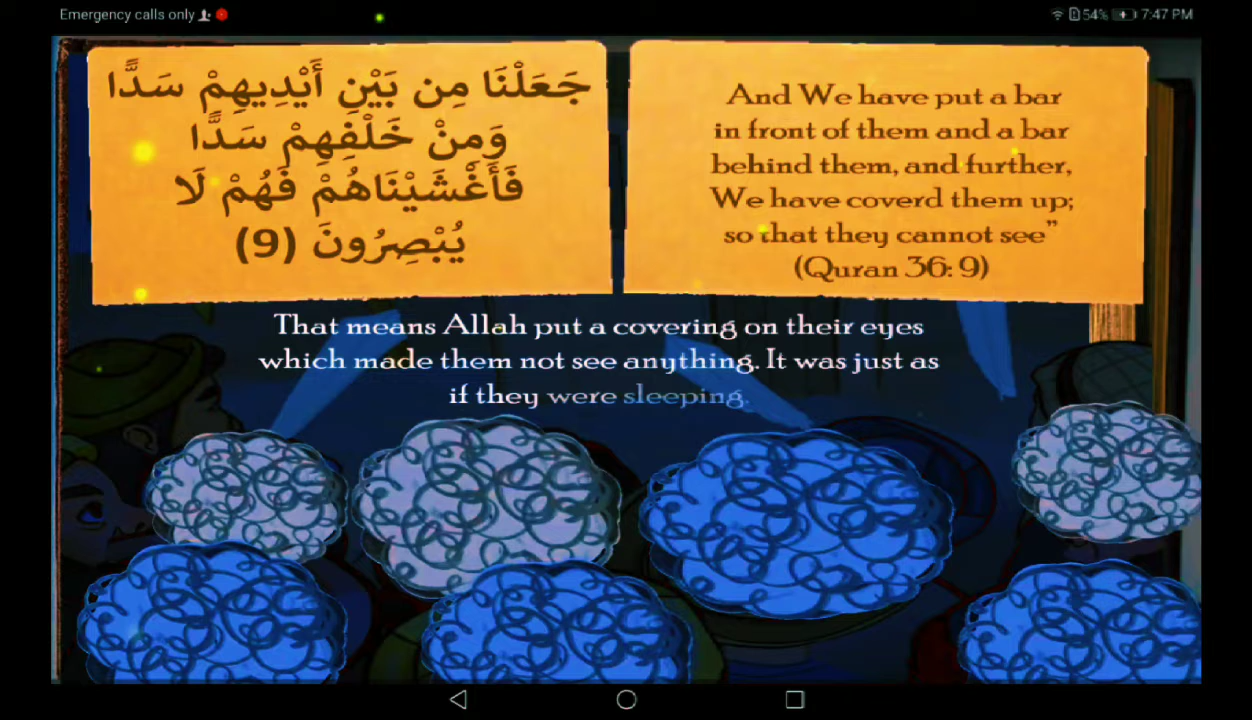 Emergency calls only
54%
7:47 PM
جَعَلْنَا مِن بَيْنِ أَيْدِيهِمْ سَدًّا
وَمِنْ خَلْفِهِمْ سَدًّا
فَأَغْشَيْنَاهُمْ فَهُمْ لَا
يُبْصِرُونَ (9)
And We have put a bar
in front of them and a bar
behind them, and further,
We have coverd them up;
so that they cannot see”
(Quran 36: 9)
That means Allah put a covering on their eyes
which made them not see anything. It was just as
if they were sleeping.